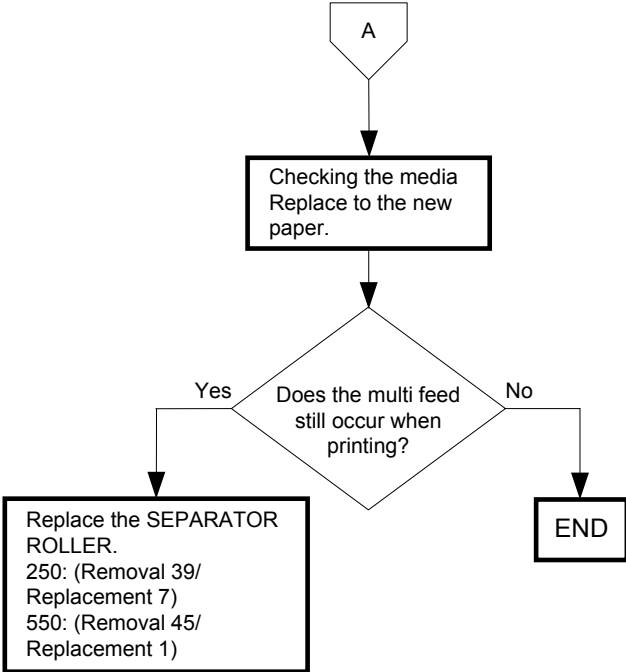 A
Checking the media
Replace to the new
paper.
Yes
Does the multi feed
still occur when
printing?
No
Replace the SEPARATOR
ROLLER.
250: (Removal 39/
Replacement 7)
550: (Removal 45/
Replacement 1)
END